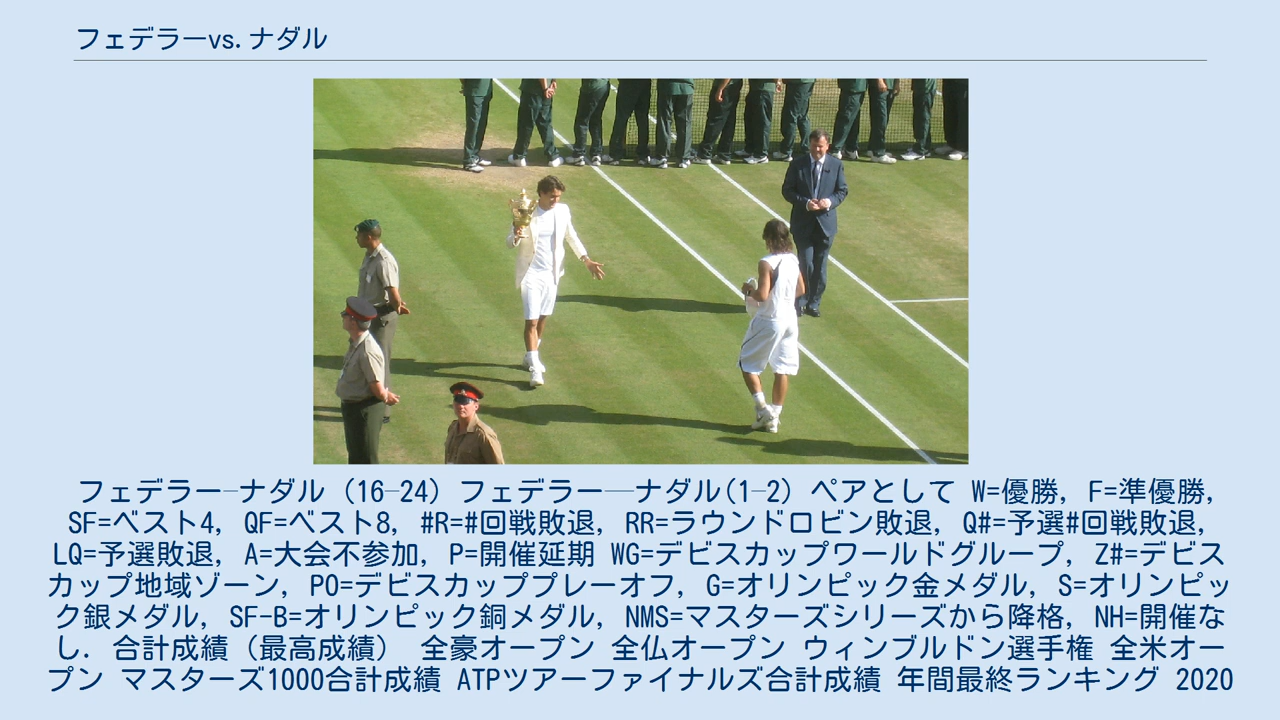 フェデラーvs. ナダル
フェデラー–ナダル (16–24) フェデラー──ナダル(1–2) ペアとして W=優勝, F=準優勝,
SF=ベスト4, QF=ベスト8, #R=#回戦敗退, RR=ラウンドロビン敗退, Q#=予選#回戦敗退,
LQ=予選敗退, A=大会不参加, P=開催延期 WG=デビスカップワールドグループ, Z#=デビス
カップ地域ゾーン, PO=デビスカッププレーオフ, G=オリンピック金メダル, S=オリンピッ
ク銀メダル, SF-B=オリンピック銅メダル, NMS=マスターズシリーズから降格, NH=開催な
し. 合計成績（最高成績） 全豪オープン 全仏オープン ウィンブルドン選手権 全米オー
プン マスターズ1000合計成績 ATPツアーファイナルズ合計成績 年間最終ランキング 2020